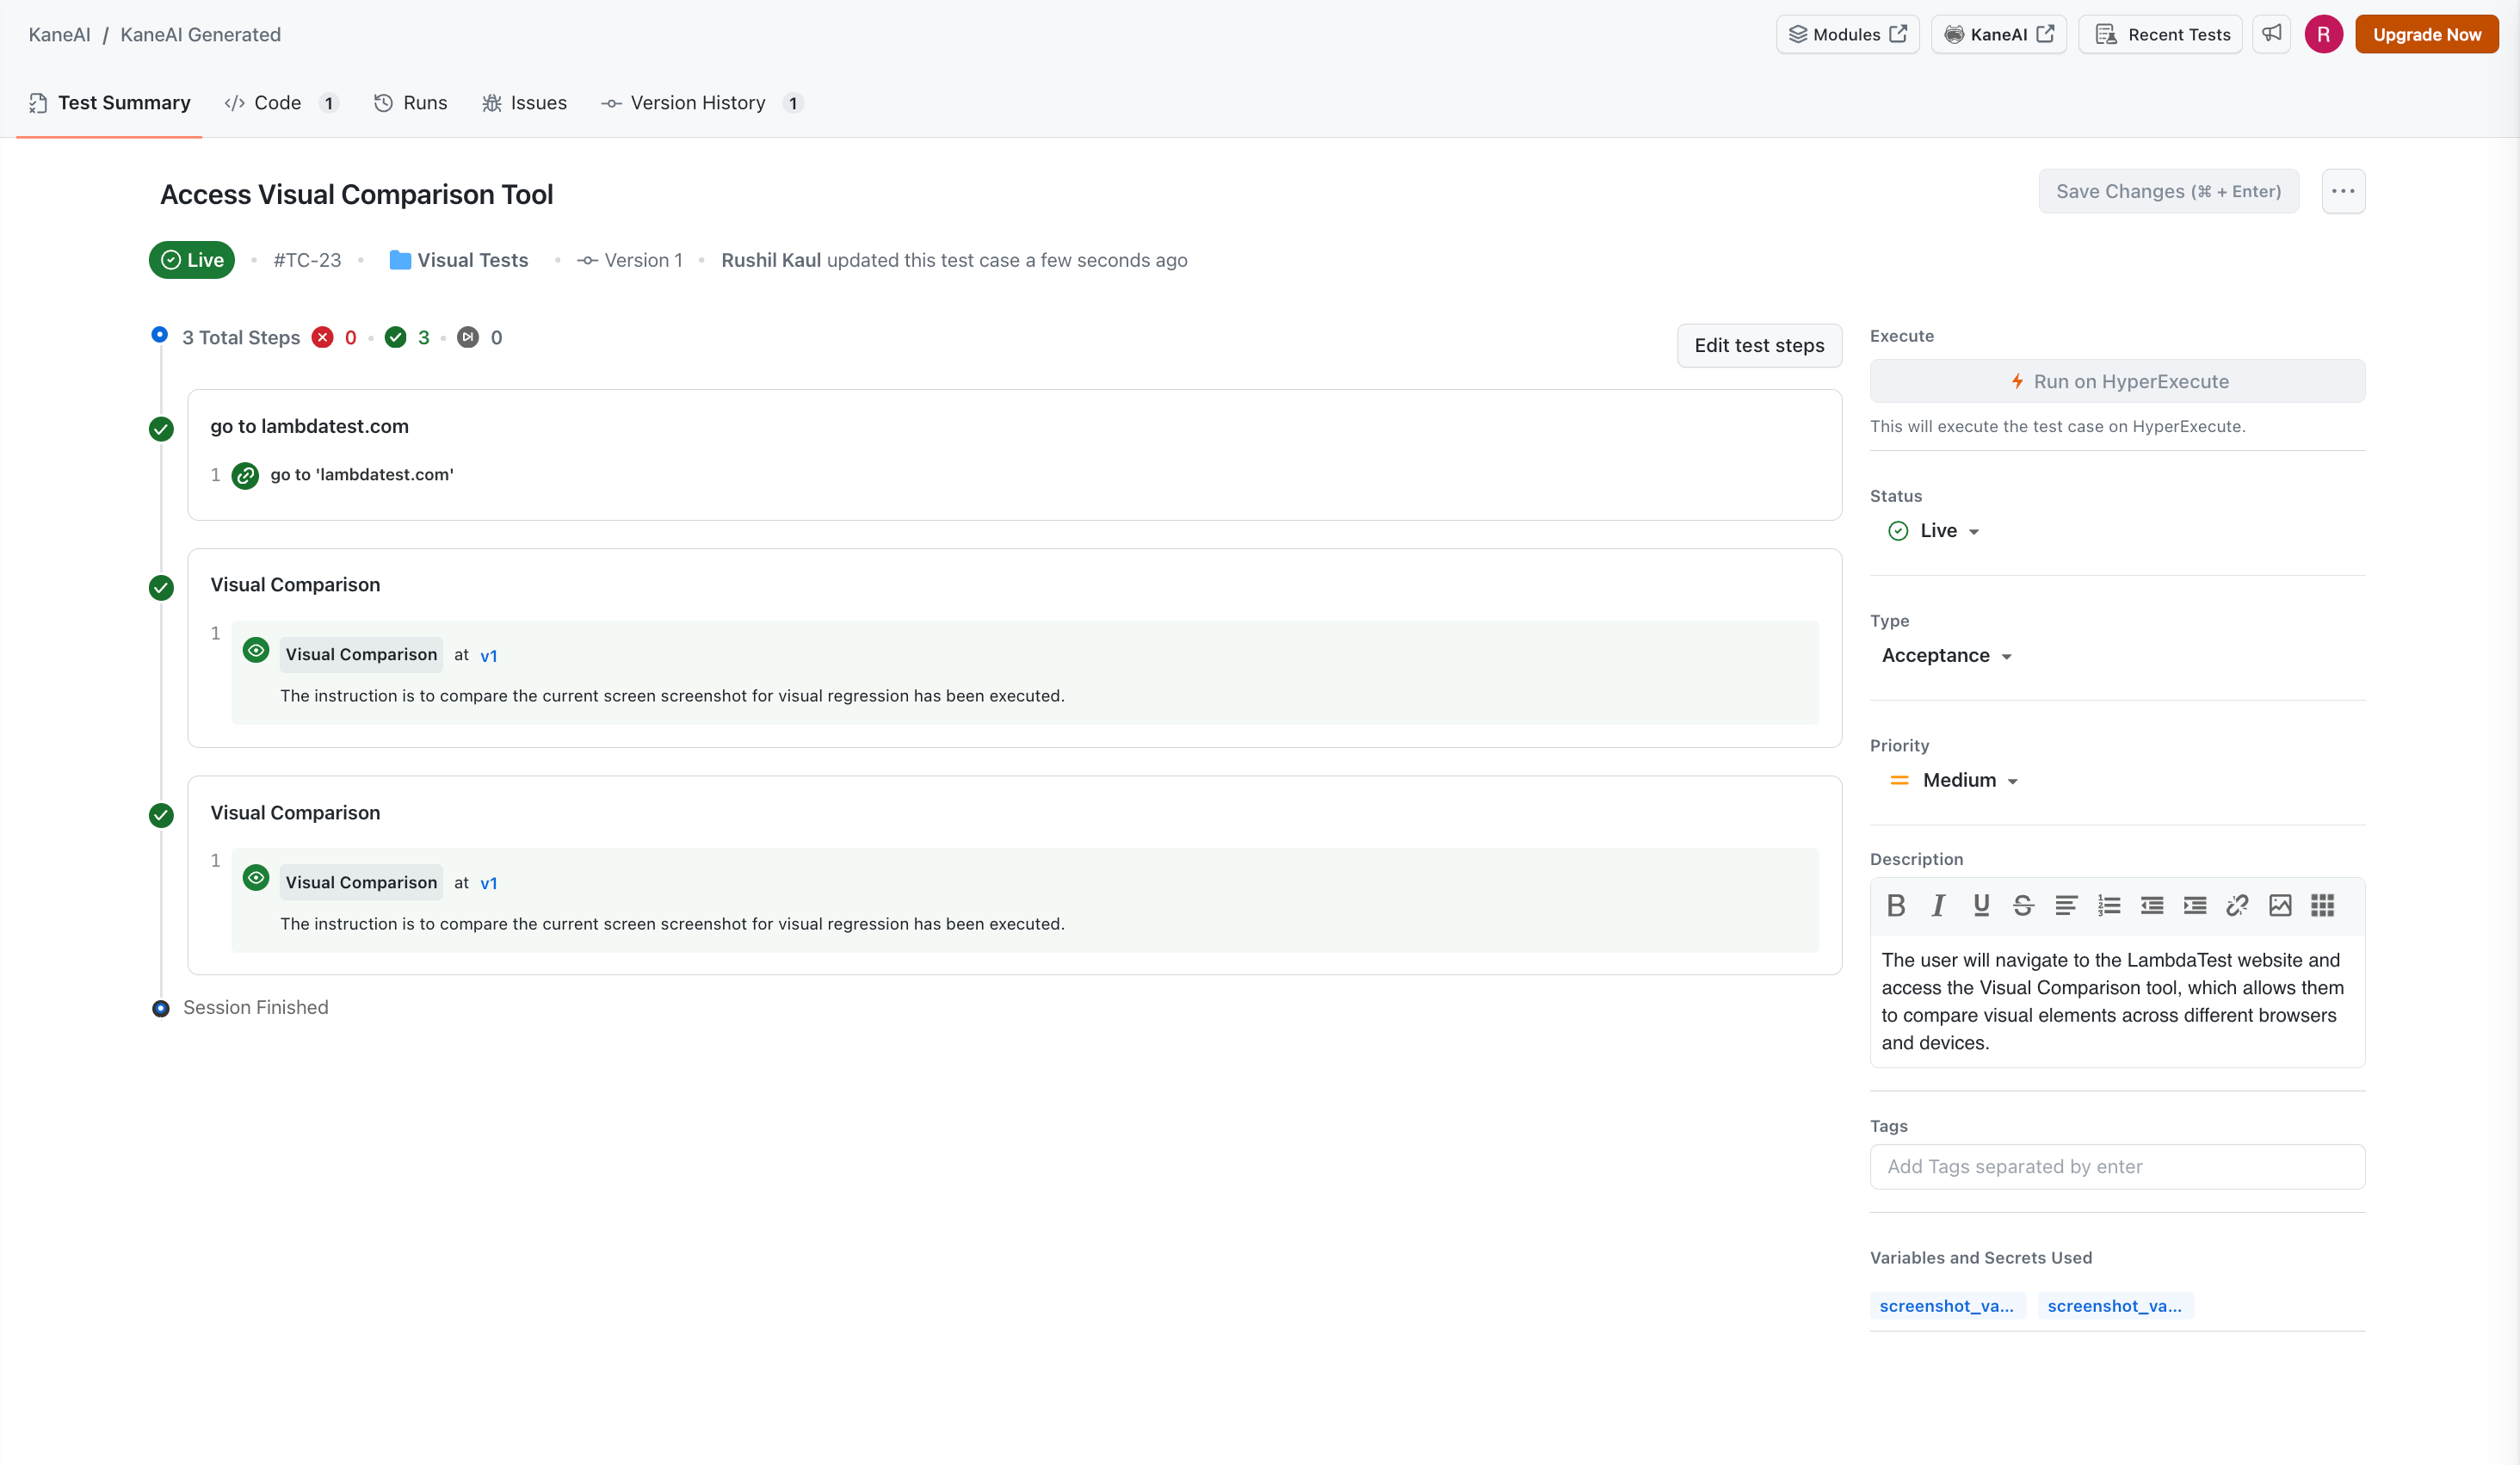 KaneAI / KaneAI Generated
Modules
KaneAI
Recent Tests
R
Upgrade Now
Test Summary
Code 1
Runs
Issues
Version History 1
Access Visual Comparison Tool
Save Changes (⌘ + Enter)
Live • #TC-23 • Visual Tests • Version 1 • Rushil Kaul updated this test case a few seconds ago
3 Total Steps 0 • 3 • 0
Edit test steps
go to lambdatest.com
1 go to 'lambdatest.com'
Visual Comparison
1 Visual Comparison at v1
The instruction is to compare the current screen screenshot for visual regression has been executed.
Visual Comparison
1 Visual Comparison at v1
The instruction is to compare the current screen screenshot for visual regression has been executed.
Session Finished
Execute
Run on HyperExecute
This will execute the test case on HyperExecute.
Status
Live
Type
Acceptance
Priority
Medium
Description
The user will navigate to the LambdaTest website and
access the Visual Comparison tool, which allows them
to compare visual elements across different browsers
and devices.
Tags
Add Tags separated by enter
Variables and Secrets Used
screenshot_va... screenshot_va...